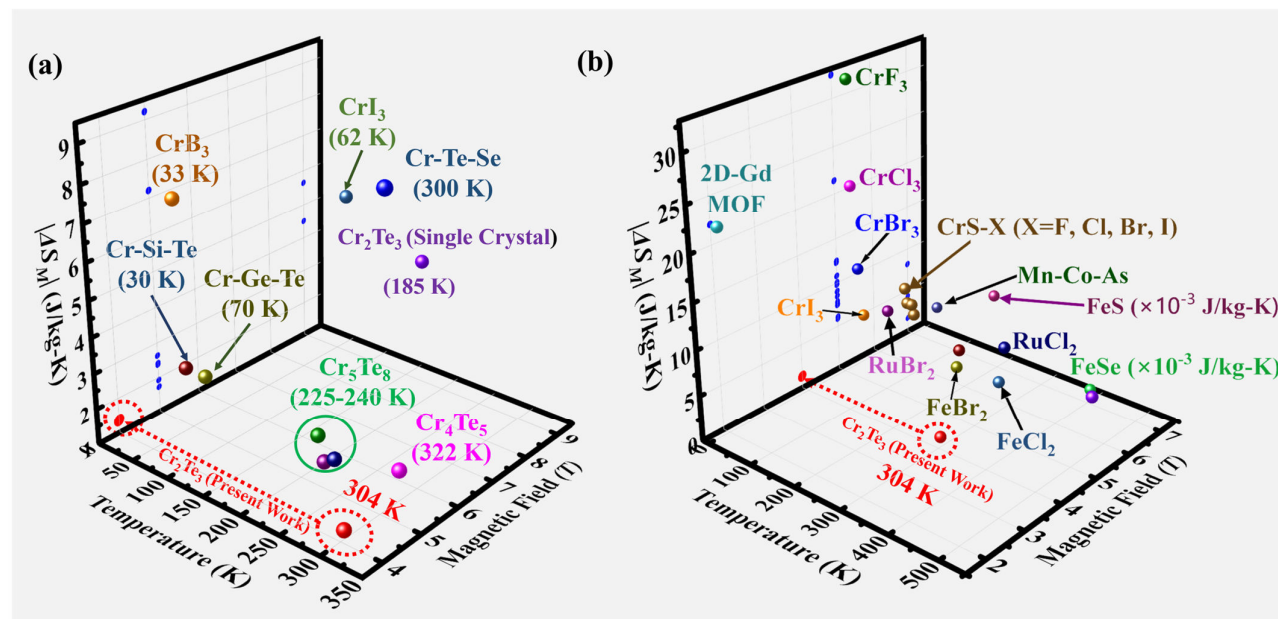 (a)
CrB3
(33 K)
CrI3
(62 K)
Cr-Te-Se
(300 K)
Cr2Te3 (Single Crystal)
(185 K)
Cr-Si-Te
(30 K)
Cr-Ge-Te
(70 K)
Cr5Te8
(225-240 K)
Cr4Te5
(322 K)
304 K
Cr2Te3 (Present Work)
|ΔS M| (J/kg-K)
9
8
7
6
5
4
3
2
50
100
150
200
250
300
350
Temperature (K)
4
5
6
7
8
9
Magnetic Field (T)
(b)
CrF3
2D-Gd
MOF
CrCl3
CrBr3
CrS-X (X=F, Cl, Br, I)
Mn-Co-As
FeS (×10-3 J/kg-K)
CrI3
RuBr2
RuCl2
FeSe (×10-3 J/kg-K)
FeBr2
FeCl2
Cr2Te3 (Present Work)
304 K
|ΔS M| (J/kg-K)
30
25
20
15
10
5
0
100
200
300
400
500
Temperature (K)
2
3
4
5
6
7
Magnetic Field (T)